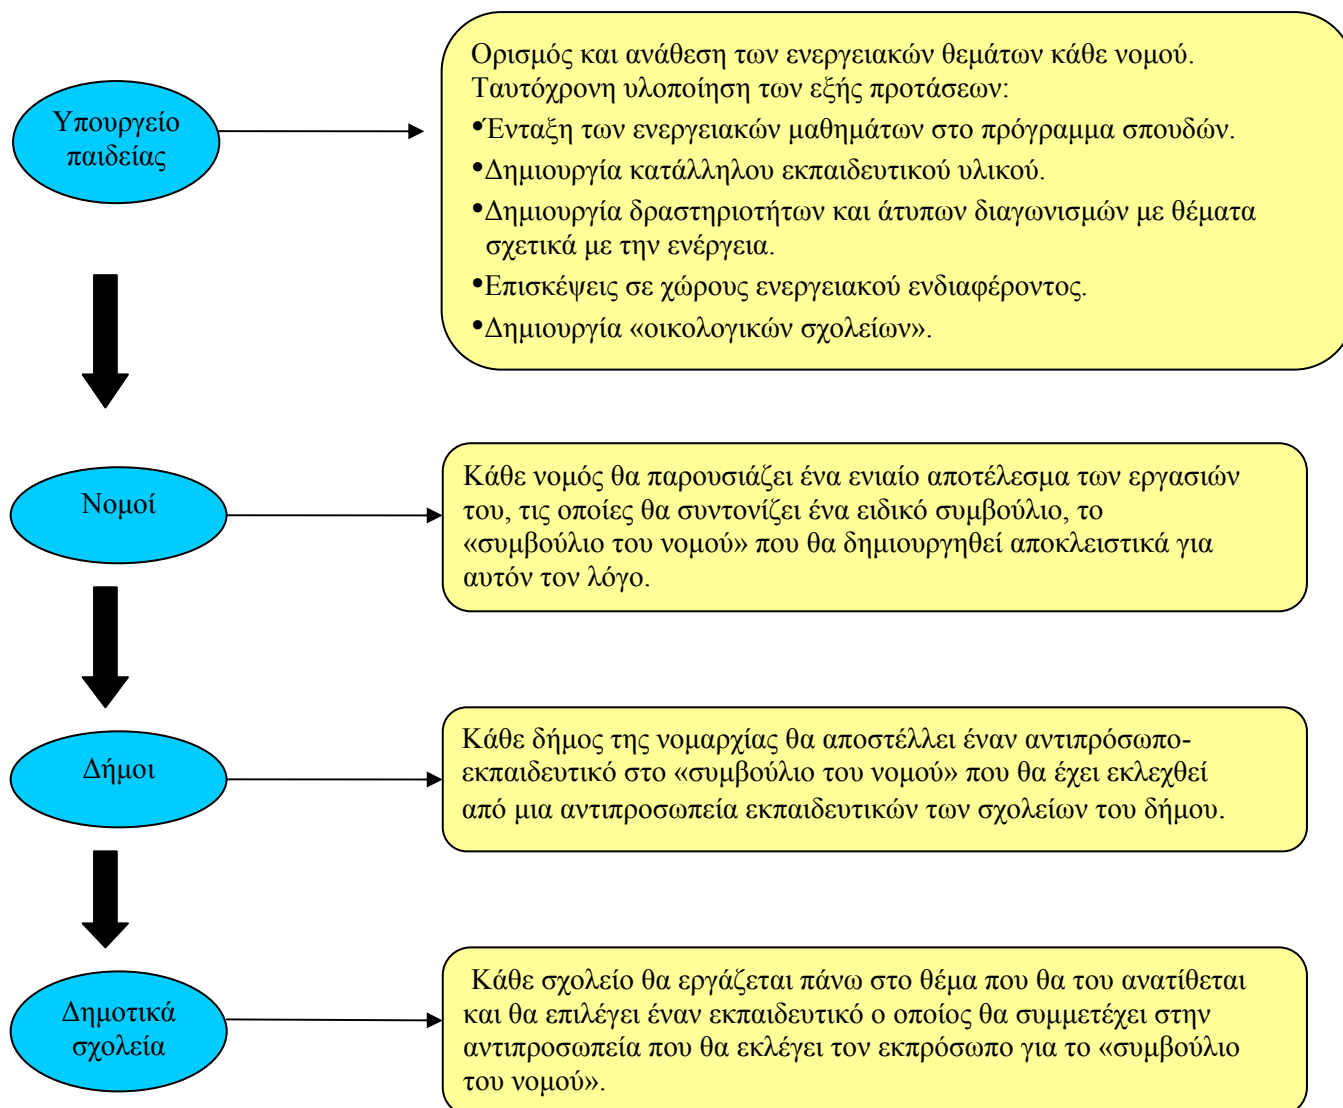 Υπουργείο
παιδείας
Ορισμός και ανάθεση των ενεργειακών θεμάτων κάθε νομού.
Ταυτόχρονη υλοποίηση των εξής προτάσεων:
•Ένταξη των ενεργειακών μαθημάτων στο πρόγραμμα σπουδών.
•Δημιουργία κατάλληλου εκπαιδευτικού υλικού.
•Δημιουργία δραστηριοτήτων και άτυπων διαγωνισμών με θέματα
σχετικά με την ενέργεια.
•Επισκέψεις σε χώρους ενεργειακού ενδιαφέροντος.
•Δημιουργία «οικολογικών σχολείων».
Νομοί
Κάθε νομός θα παρουσιάζει ένα ενιαίο αποτέλεσμα των εργασιών
του, τις οποίες θα συντονίζει ένα ειδικό συμβούλιο, το
«συμβούλιο του νομού» που θα δημιουργηθεί αποκλειστικά για
αυτόν τον λόγο.
Δήμοι
Κάθε δήμος της νομαρχίας θα αποστέλλει έναν αντιπρόσωπο-
εκπαιδευτικό στο «συμβούλιο του νομού» που θα έχει εκλεχθεί
από μια αντιπροσωπεία εκπαιδευτικών των σχολείων του δήμου.
Δημοτικά
σχολεία
Κάθε σχολείο θα εργάζεται πάνω στο θέμα που θα του ανατίθεται
και θα επιλέγει έναν εκπαιδευτικό ο οποίος θα συμμετέχει στην
αντιπροσωπεία που θα εκλέγει τον εκπρόσωπο για το «συμβούλιο
του νομού».